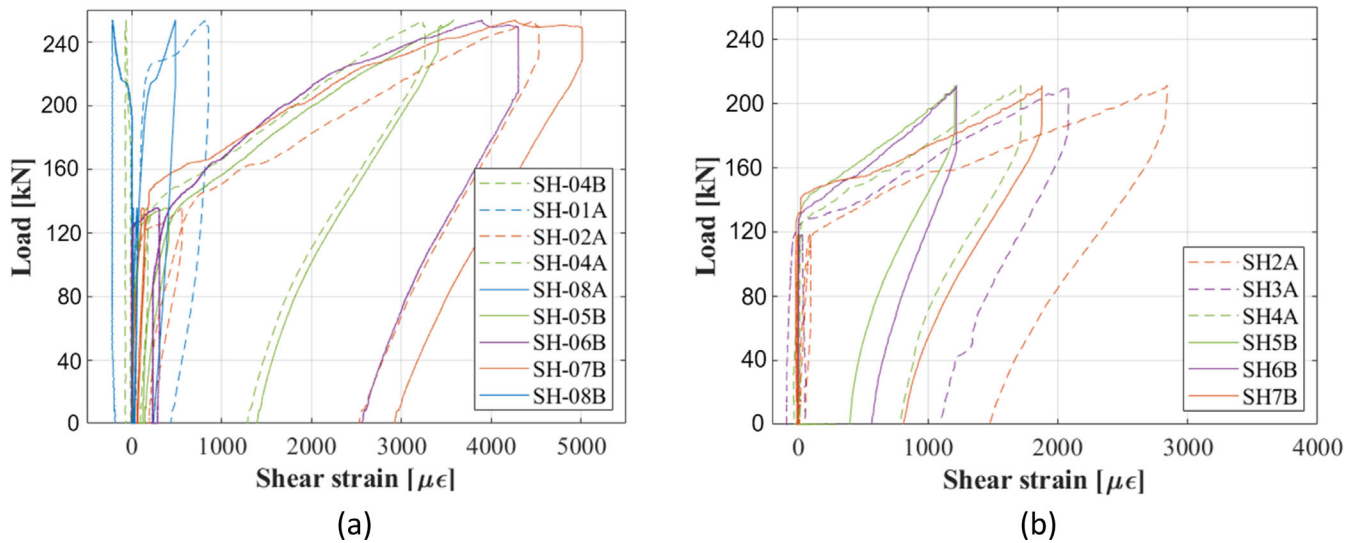 260
240
200
160
120
80
40
0
Load [kN]
0
1000
2000
3000
4000
5000
Shear strain [με]
SH-04B
SH-01A
SH-02A
SH-04A
SH-08A
SH-05B
SH-06B
SH-07B
SH-08B
(a)
260
240
200
160
120
80
40
0
Load [kN]
0
1000
2000
3000
4000
Shear strain [με]
SH2A
SH3A
SH4A
SH5B
SH6B
SH7B
(b)